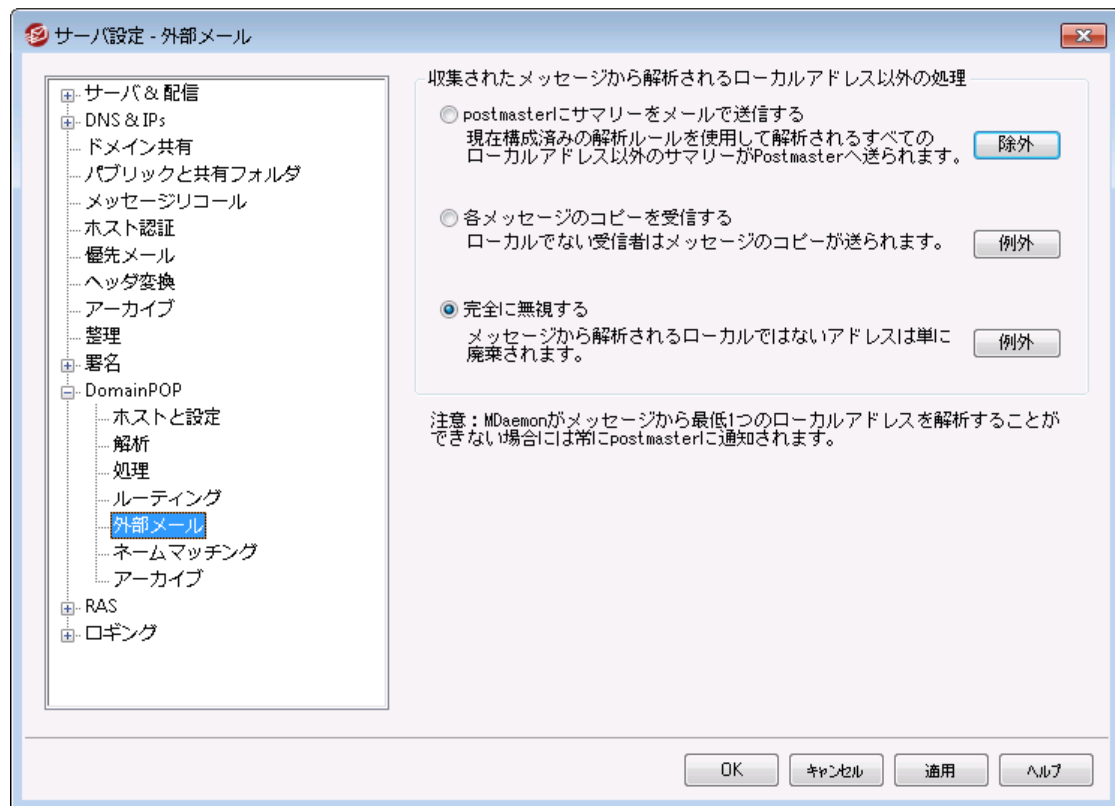 サーバ設定 - 外部メール
サーバ & 配信
DNS & IPs
ドメイン共有
パブリックと共有フォルダ
メッセージリコール
ホスト認証
優先メール
ヘッダ変換
アーカイブ
整理
署名
DomainPOP
ホストと設定
解析
処理
ルーティング
外部メール
ネームマッチング
アーカイブ
RAS
ロギング
収集されたメッセージから解析されるローカルアドレス以外の処理
postmasterにサマリーをメールで送信する
現在構成済みの解析ルールを使用して解析されるすべての
ローカルアドレス以外のサマリーがPostmasterへ送られます。
除外
各メッセージのコピーを受信する
ローカルでない受信者はメッセージのコピーが送られます。
例外
完全に無視する
メッセージから解析されるローカルではないアドレスは単に
廃棄されます。
例外
注意：MDaemonがメッセージから最低1つのローカルアドレスを解析することが
できない場合には常にpostmasterに通知されます。
OK
キャンセル
適用
ヘルプ